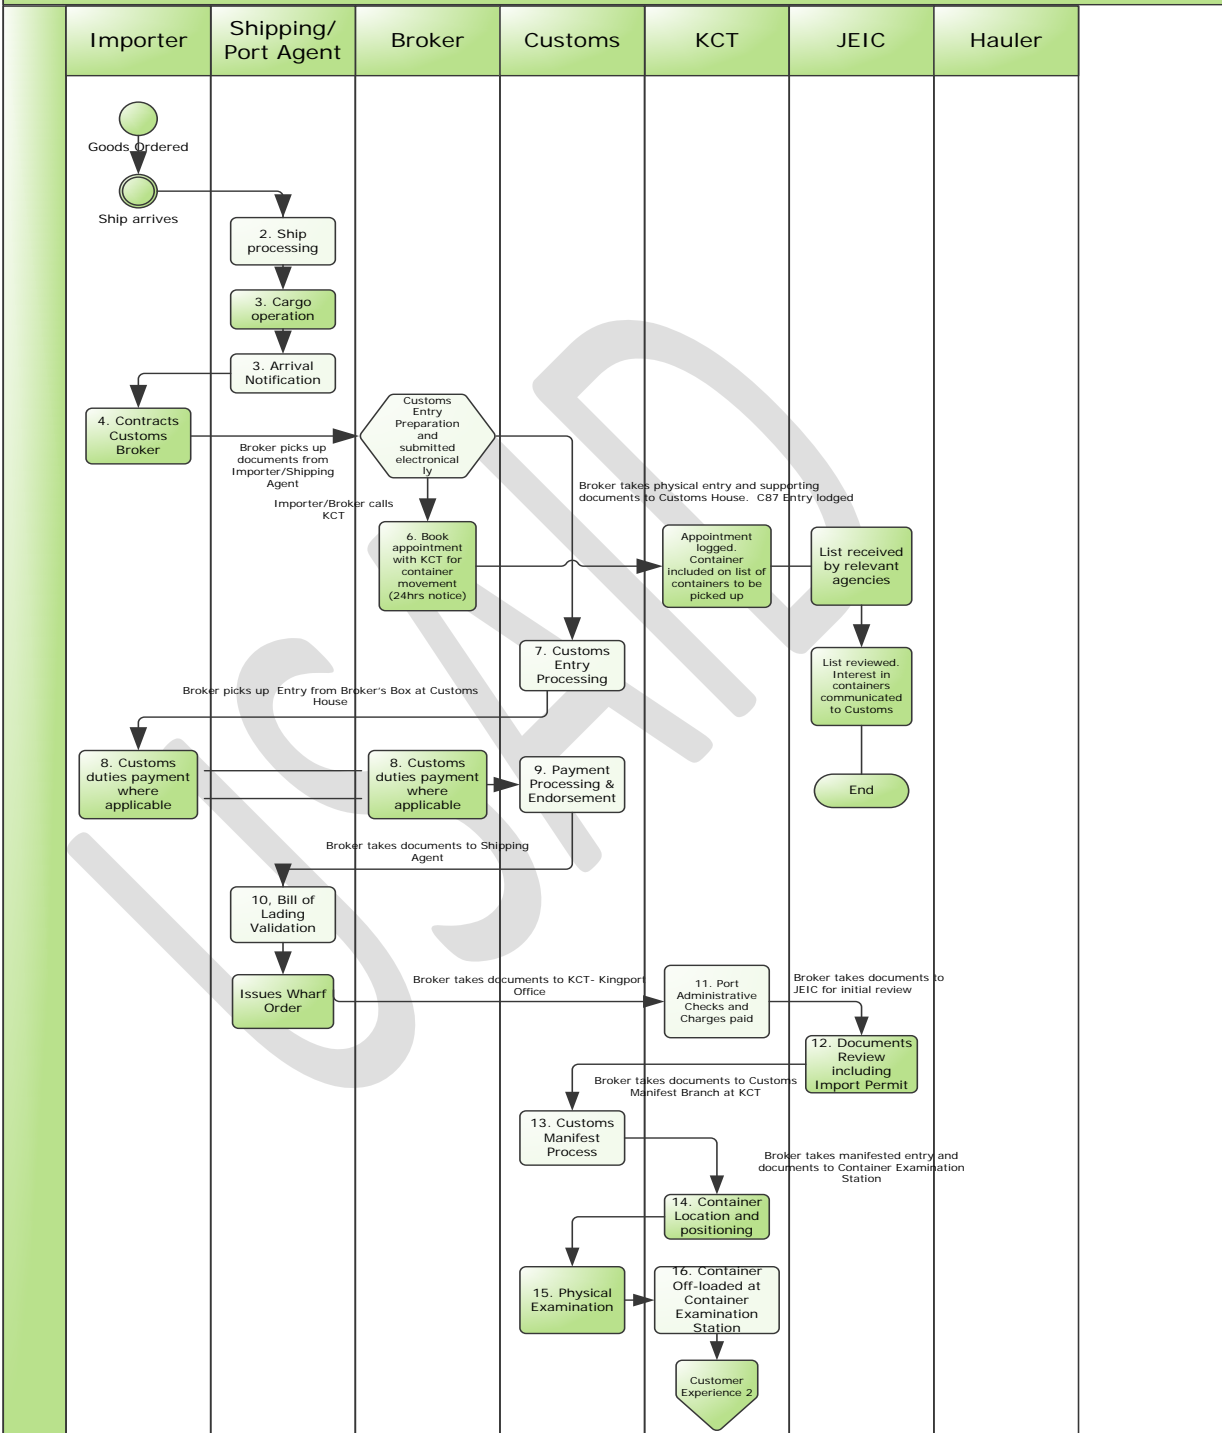 Importer
Shipping/
Port Agent
Broker
Customs
KCT
JEIC
Hauler
Goods Ordered
Ship arrives
2. Ship
processing
3. Cargo
operation
3. Arrival
Notification
4. Contracts
Customs
Broker
Broker picks up
documents from
Importer/Shipping
Agent
Customs
Entry
Preparation
and
submitted
electronical
ly
Broker takes physical entry and supporting
documents to Customs House.  C87 Entry lodged
Importer/Broker calls
KCT
6. Book
appointment
with KCT for
container
movement
(24hrs notice)
Appointment
logged.
Container
included on list of
containers to be
picked up
List received
by relevant
agencies
7. Customs
Entry
Processing
List reviewed.
Interest in
containers
communicated
to Customs
Broker picks up  Entry from Broker's Box at Customs
House
8. Customs
duties payment
where
applicable
8. Customs
duties payment
where
applicable
9. Payment
Processing &
Endorsement
End
Broker takes documents to Shipping
Agent
10, Bill of
Lading
Validation
Issues Wharf
Order
Broker takes documents to KCT- Kingport
Office
11. Port
Administrative
Checks and
Charges paid
Broker takes documents to
JEIC for initial review
12. Documents
Review
including
Import Permit
Broker takes documents to Customs
Manifest Branch at KCT
13. Customs
Manifest
Process
Broker takes manifested entry and
documents to Container Examination
Station
14. Container
Location and
positioning
15. Physical
Examination
16. Container
Off-loaded at
Container
Examination
Station
Customer
Experience 2
USAID